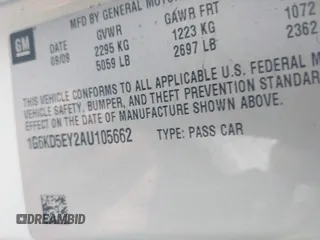 MFD BY GENERAL MOTOR
GM
DATE GVWR GAWR FRT
09/09 2295 KG 1223 KG 1072
5059 LB 2697 LB 2362
THIS VEHICLE CONFORMS TO ALL APPLICABLE U.S. FEDERAL M
VEHICLE SAFETY, BUMPER, AND THEFT PREVENTION STANDAR
EFFECT ON THE DATE OF MANUFACTURE SHOWN ABOVE.
1G6KD5EY2AU105662 TYPE: PASS CAR
DREAMBID